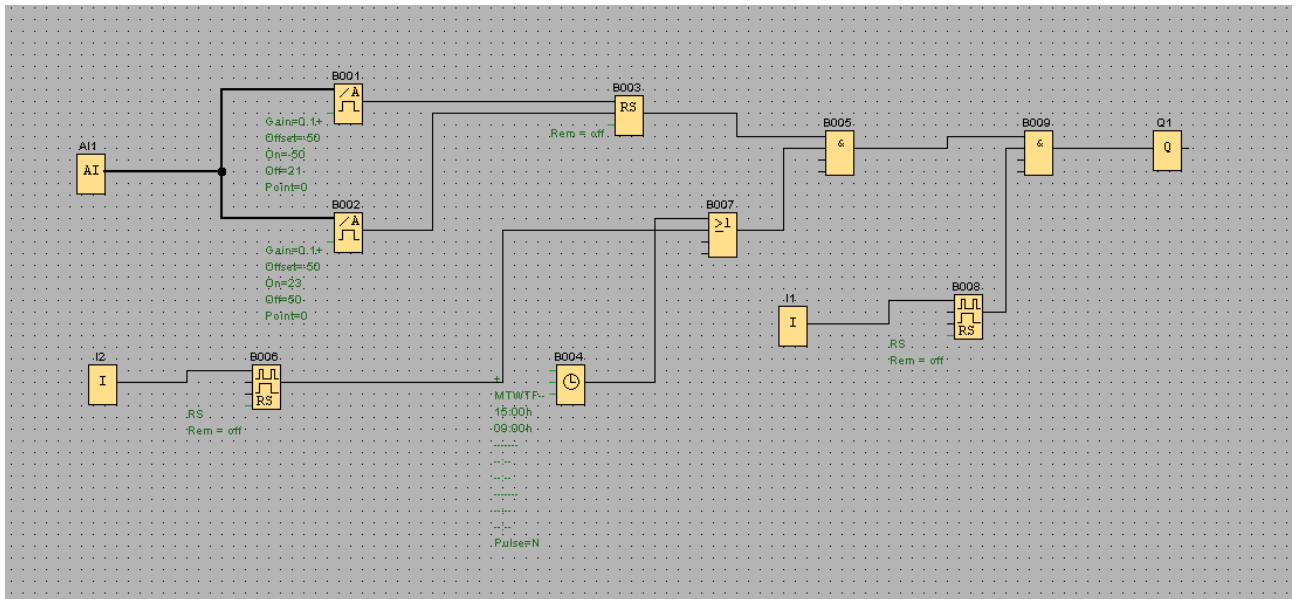 B001
/A
Gain=0.1+
Offset=-50
On=-50
Off=21
Point=0
B003
RS
Rem = off
B005
&
B009
&
Q1
Q
AI1
AI
B002
/A
Gain=0.1+
Offset=-50
On=23
Off=50
Point=0
B007
≥1
I1
I
B008
RS
RS
Rem = off
I2
I
B006
RS
RS
Rem = off
B004
+
MTWTF--
15:00h
09:00h
-------
--:--
--:--
-------
--:--
--:--
Pulse=N